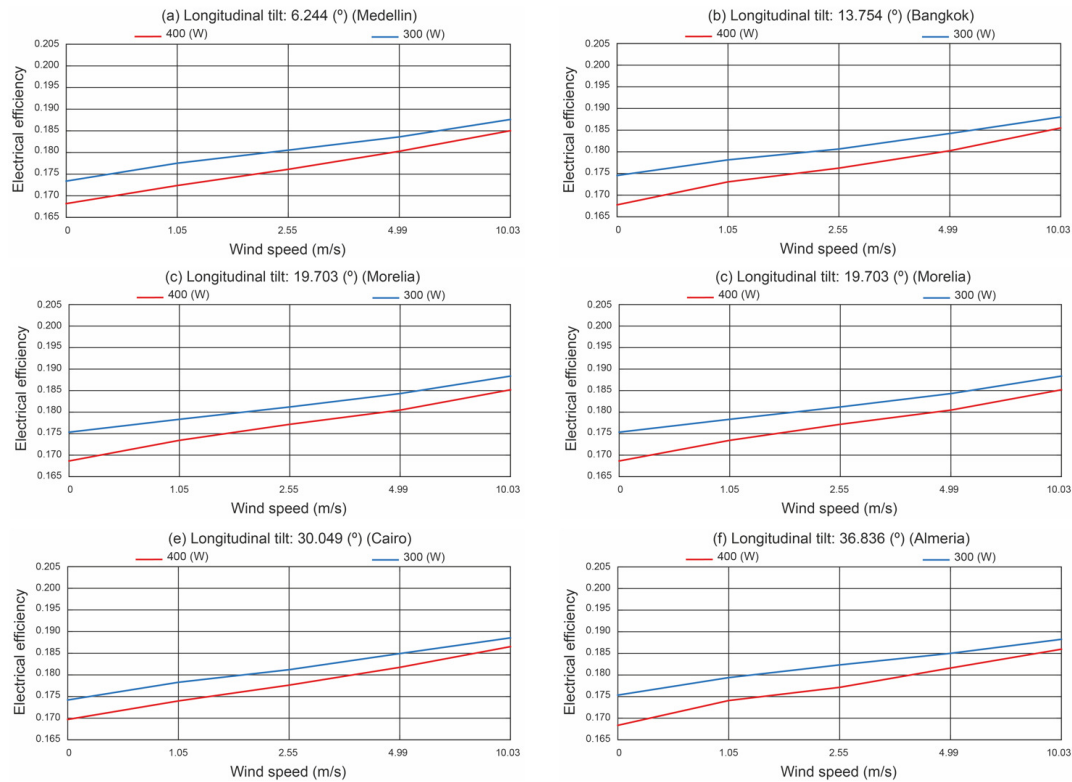 (a) Longitudinal tilt: 6.244 (º) (Medellin)
400 (W) 300 (W)
Electrical efficiency
0.205
0.200
0.195
0.190
0.185
0.180
0.175
0.170
0.165
0 1.05 2.55 4.99 10.03
Wind speed (m/s)
(b) Longitudinal tilt: 13.754 (º) (Bangkok)
400 (W) 300 (W)
Electrical efficiency
0.205
0.200
0.195
0.190
0.185
0.180
0.175
0.170
0.165
0 1.05 2.55 4.99 10.03
Wind speed (m/s)
(c) Longitudinal tilt: 19.703 (º) (Morelia)
400 (W) 300 (W)
Electrical efficiency
0.205
0.200
0.195
0.190
0.185
0.180
0.175
0.170
0.165
0 1.05 2.55 4.99 10.03
Wind speed (m/s)
(c) Longitudinal tilt: 19.703 (º) (Morelia)
400 (W) 300 (W)
Electrical efficiency
0.205
0.200
0.195
0.190
0.185
0.180
0.175
0.170
0.165
0 1.05 2.55 4.99 10.03
Wind speed (m/s)
(e) Longitudinal tilt: 30.049 (º) (Cairo)
400 (W) 300 (W)
Electrical efficiency
0.205
0.200
0.195
0.190
0.185
0.180
0.175
0.170
0.165
0 1.05 2.55 4.99 10.03
Wind speed (m/s)
(f) Longitudinal tilt: 36.836 (º) (Almeria)
400 (W) 300 (W)
Electrical efficiency
0.205
0.200
0.195
0.190
0.185
0.180
0.175
0.170
0.165
0 1.05 2.55 4.99 10.03
Wind speed (m/s)